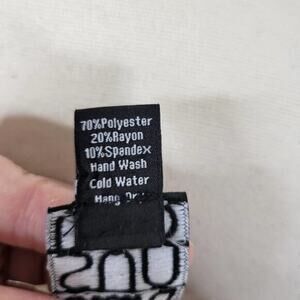 70%Polyester
20%Rayon
10%Spandex
Hand Wash
Cold Water
Hang Dry